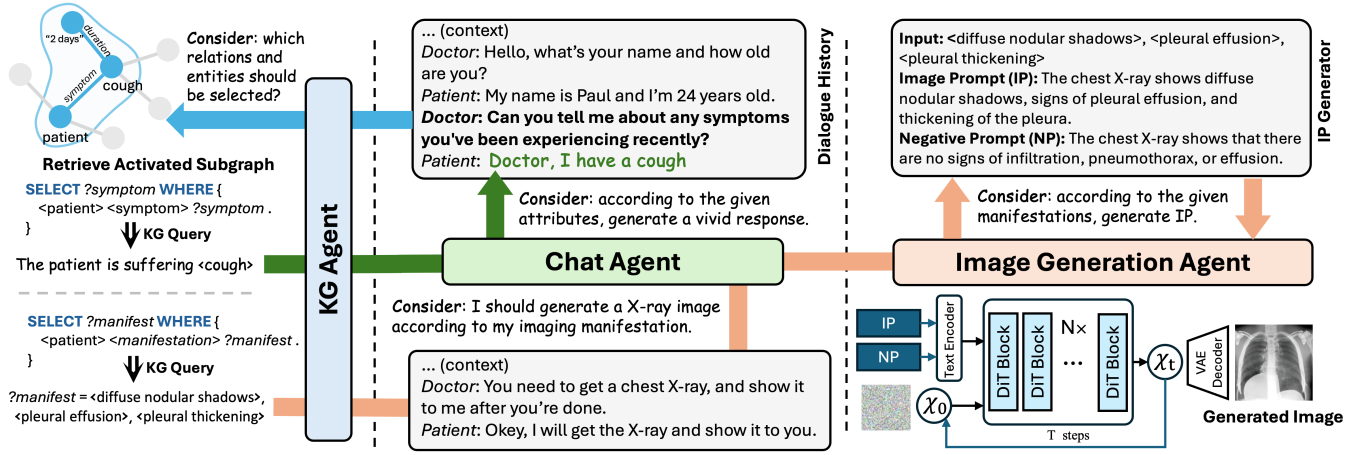 "2 days"
duration
symptom
cough
patient
Consider: which
relations and
entities should
be selected?
Retrieve Activated Subgraph
SELECT ?symptom WHERE {
<patient> <symptom> ?symptom .
}
KG Query
The patient is suffering <cough>
SELECT ?manifest WHERE {
<patient> <manifestation> ?manifest .
}
KG Query
?manifest = <diffuse nodular shadows>,
<pleural effusion>, <pleural thickening>
KG Agent
... (context)
Doctor: Hello, what's your name and how old
are you?
Patient: My name is Paul and I'm 24 years old.
Doctor: Can you tell me about any symptoms
you've been experiencing recently?
Patient: Doctor, I have a cough
Dialogue History
Consider: according to the given
attributes, generate a vivid response.
Chat Agent
Consider: I should generate a X-ray image
according to my imaging manifestation.
... (context)
Doctor: You need to get a chest X-ray, and show it
to me after you're done.
Patient: Okey, I will get the X-ray and show it to you.
Input: <diffuse nodular shadows>, <pleural effusion>,
<pleural thickening>
Image Prompt (IP): The chest X-ray shows diffuse
nodular shadows, signs of pleural effusion, and
thickening of the pleura.
Negative Prompt (NP): The chest X-ray shows that there
are no signs of infiltration, pneumothorax, or effusion.
IP Generator
Consider: according to the given
manifestations, generate IP.
Image Generation Agent
IP
NP
Text Encoder
DiT Block
DiT Block
N×
...
DiT Block
χ0
χt
T steps
VAE
Decoder
Generated Image